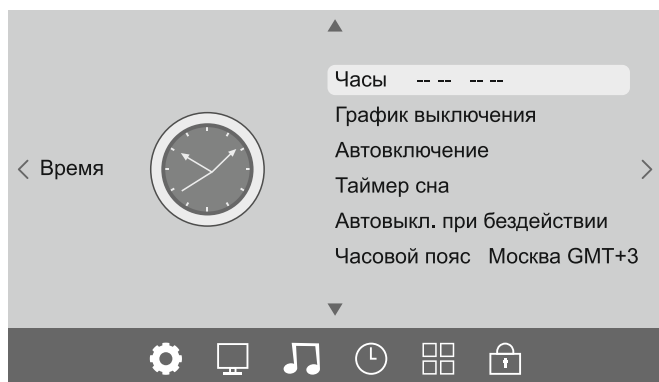 Время
Часы -- -- -- --
График выключения
Автовключение
Таймер сна
Автовыкл. при бездействии
Часовой пояс Москва GMT+3